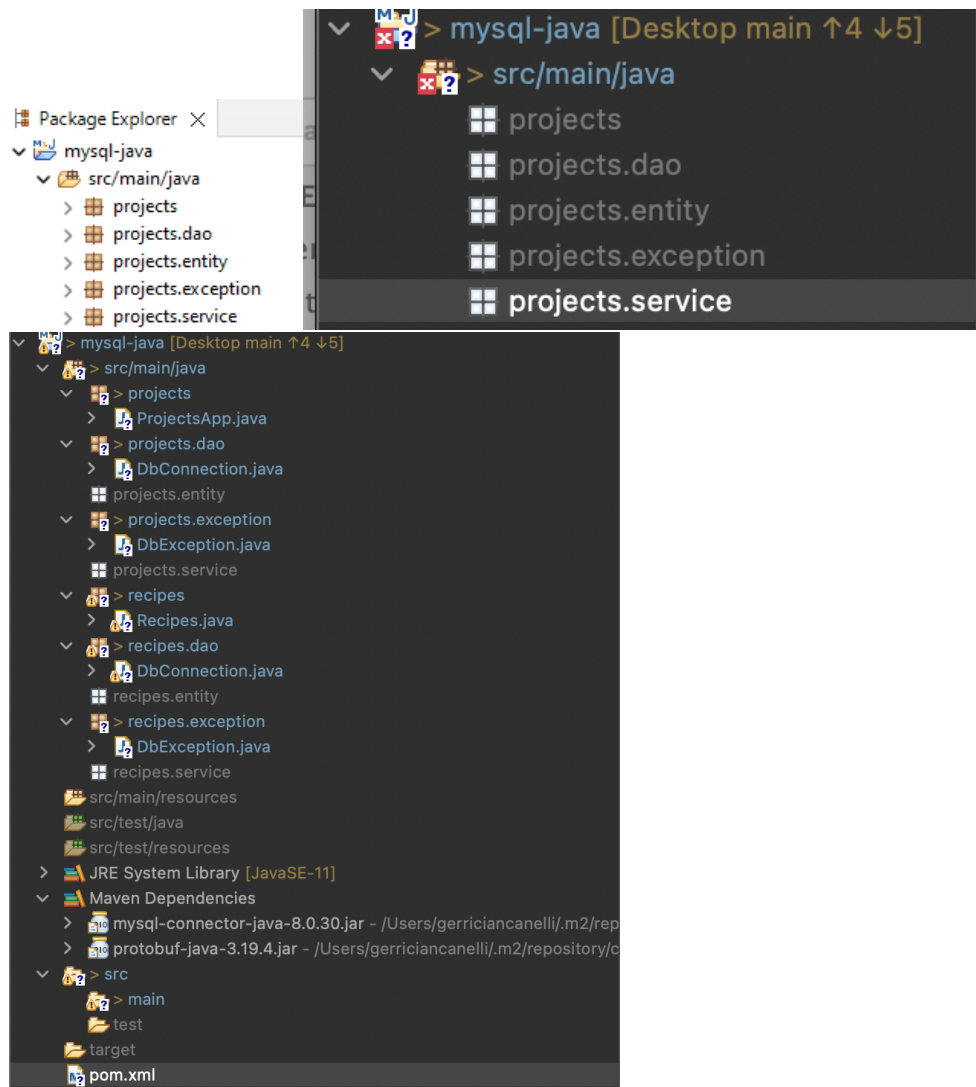 Package Explorer
mysql-java
src/main/java
projects
projects.dao
projects.entity
projects.exception
projects.service
> mysql-java [Desktop main ↑4 ↓5]
> src/main/java
projects
projects.dao
projects.entity
projects.exception
projects.service
> mysql-java [Desktop main ↑4 ↓5]
> src/main/java
> projects
ProjectsApp.java
> projects.dao
DbConnection.java
projects.entity
> projects.exception
DbException.java
projects.service
> recipes
Recipes.java
> recipes.dao
DbConnection.java
recipes.entity
> recipes.exception
DbException.java
recipes.service
src/main/resources
src/test/java
src/test/resources
JRE System Library [JavaSE-11]
Maven Dependencies
mysql-connector-java-8.0.30.jar - /Users/gerriciancanelli/.m2/rep
protobuf-java-3.19.4.jar - /Users/gerriciancanelli/.m2/repository/c
> src
> main
test
target
pom.xml